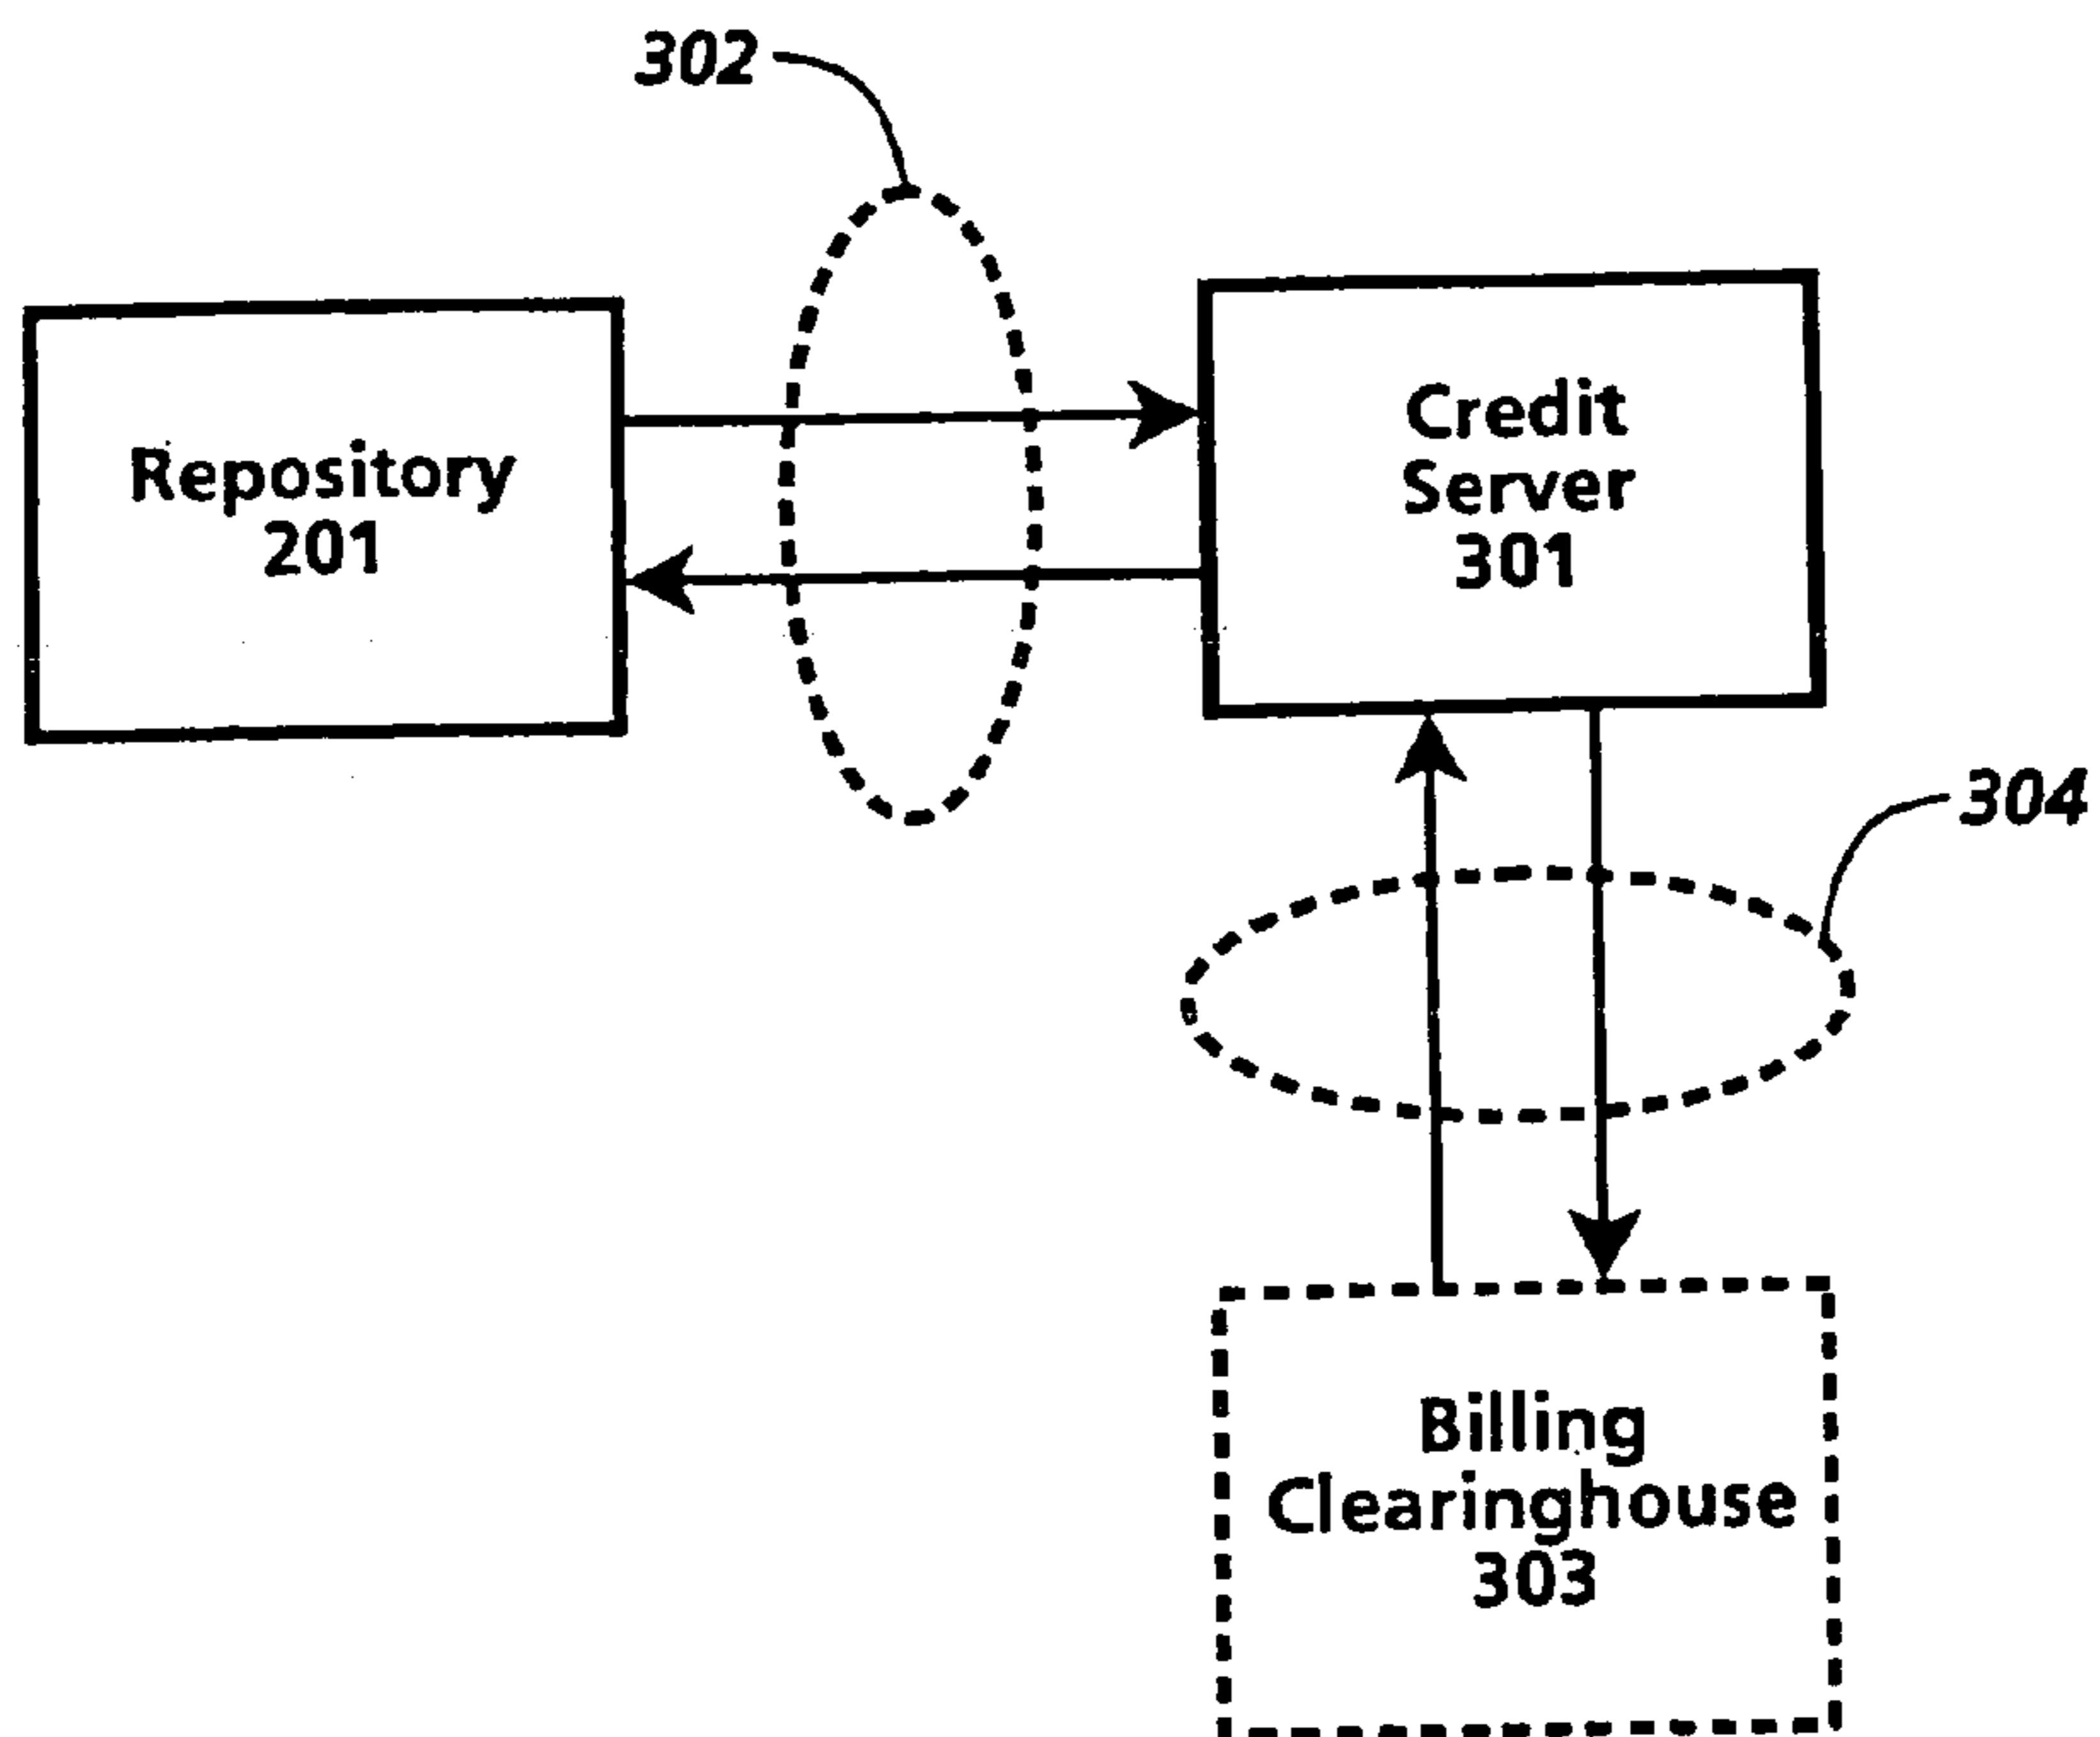 302
Repository
201
Credit
Server
301
304
Billing
Clearinghouse
303